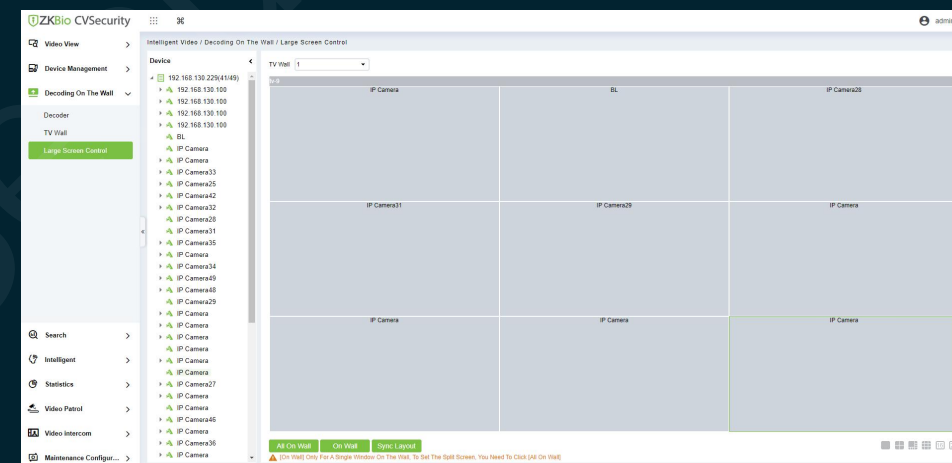 ZKBio CVSecurity
admin
Video View
Device Management
Decoding On The Wall
Decoder
TV Wall
Large Screen Control
Search
Intelligent
Statistics
Video Patrol
Video intercom
Maintenance Configur...
Intelligent Video / Decoding On The Wall / Large Screen Control
Device
192.168.130.229(41/49)
192.168.130.100
192.168.130.100
192.168.130.100
192.168.130.100
BL
IP Camera
IP Camera
IP Camera33
IP Camera25
IP Camera42
IP Camera32
IP Camera28
IP Camera31
IP Camera35
IP Camera
IP Camera34
IP Camera49
IP Camera48
IP Camera29
IP Camera
IP Camera
IP Camera
IP Camera
IP Camera
IP Camera
IP Camera27
IP Camera
IP Camera
IP Camera46
IP Camera
IP Camera36
IP Camera
TV Wall 1
IP Camera
BL
IP Camera28
IP Camera31
IP Camera29
IP Camera
IP Camera
IP Camera
IP Camera
All On Wall
On Wall
Sync Layout
[On Wall] Only For A Single Window On The Wall, To Set The Split Screen, You Need To Click [All On Wall]